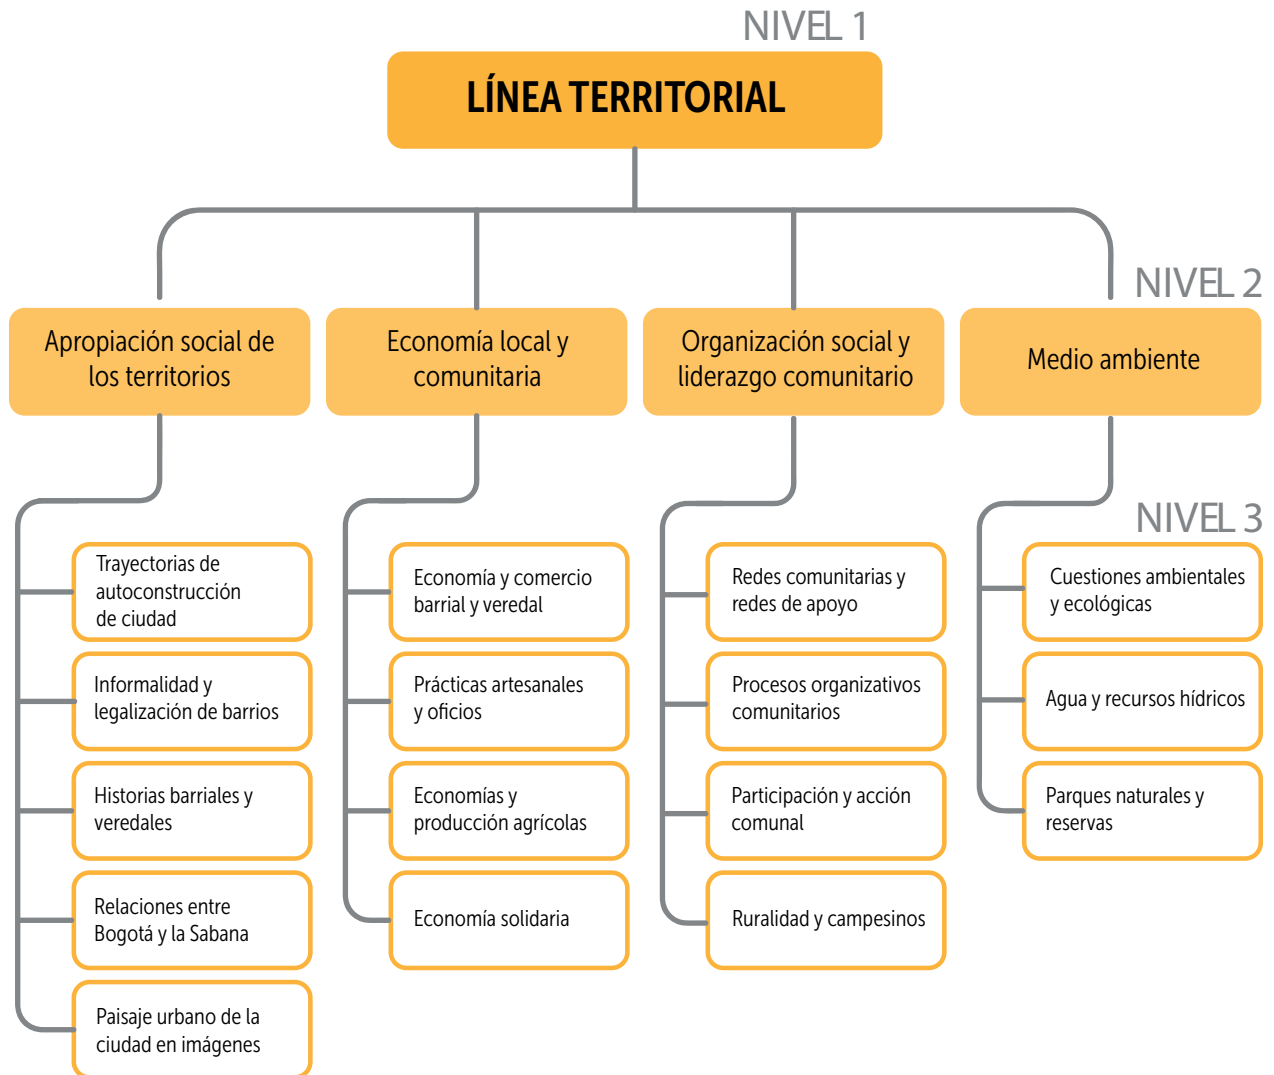 NIVEL 1
LÍNEA TERRITORIAL
NIVEL 2
Apropiación social de
los territorios
Economía local y
comunitaria
Organización social y
liderazgo comunitario
Medio ambiente
NIVEL 3
Trayectorias de
autoconstrucción
de ciudad
Informalidad y
legalización de barrios
Historias barriales y
veredales
Relaciones entre
Bogotá y la Sabana
Paisaje urbano de la
ciudad en imágenes
Economía y comercio
barrial y veredal
Prácticas artesanales
y oficios
Economías y
producción agrícolas
Economía solidaria
Redes comunitarias y
redes de apoyo
Procesos organizativos
comunitarios
Participación y acción
comunal
Ruralidad y campesinos
Cuestiones ambientales
y ecológicas
Agua y recursos hídricos
Parques naturales y
reservas